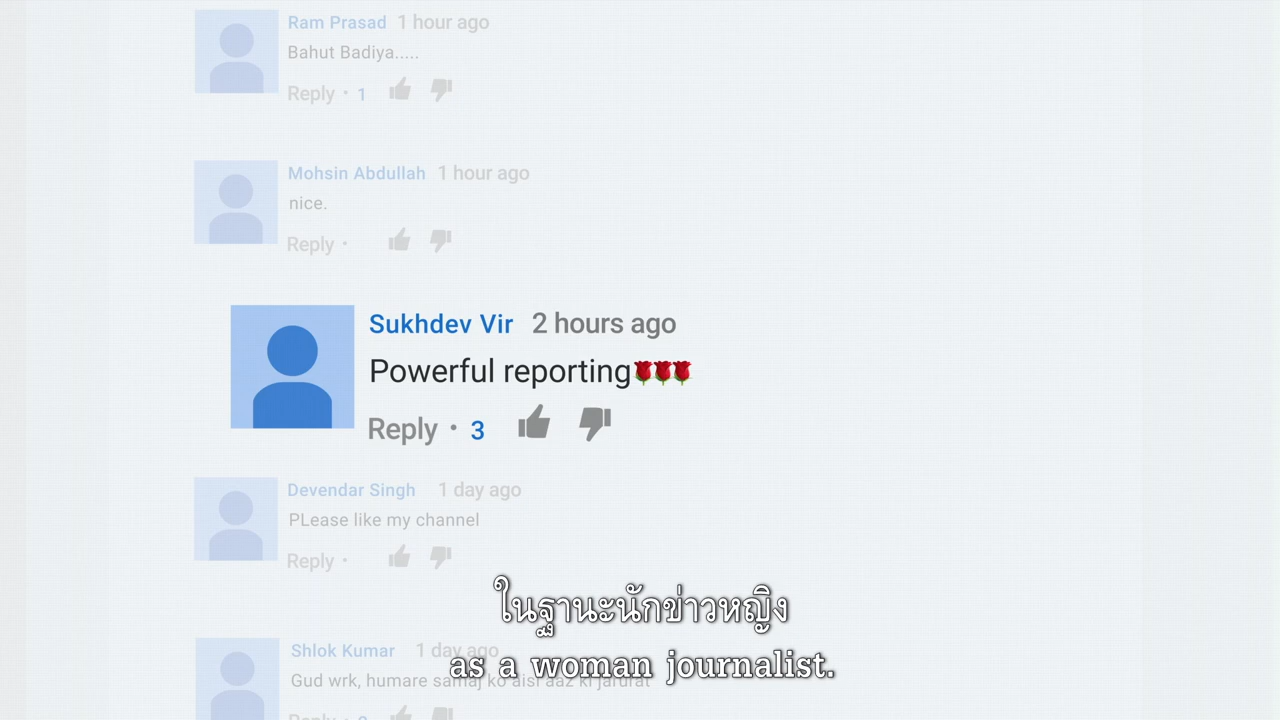 Ram Prasad 1 hour ago
Bahut Badiya.....
Reply • 1
Mohsin Abdullah 1 hour ago
nice.
Reply •
Sukhdev Vir 2 hours ago
Powerful reporting🌹🌹🌹
Reply • 3
Devendar Singh 1 day ago
PLease like my channel
Reply •
ในฐานะนักข่าวหญิง
Shlok Kumar 1 day ago
as a woman journalist.
Gud wrk, humare samaj ko aisi aaz ki jarurat
Reply •